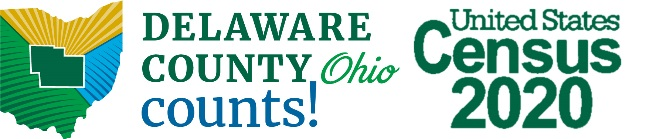 DELAWARE
COUNTY Ohio
counts!
United States
Census
2020